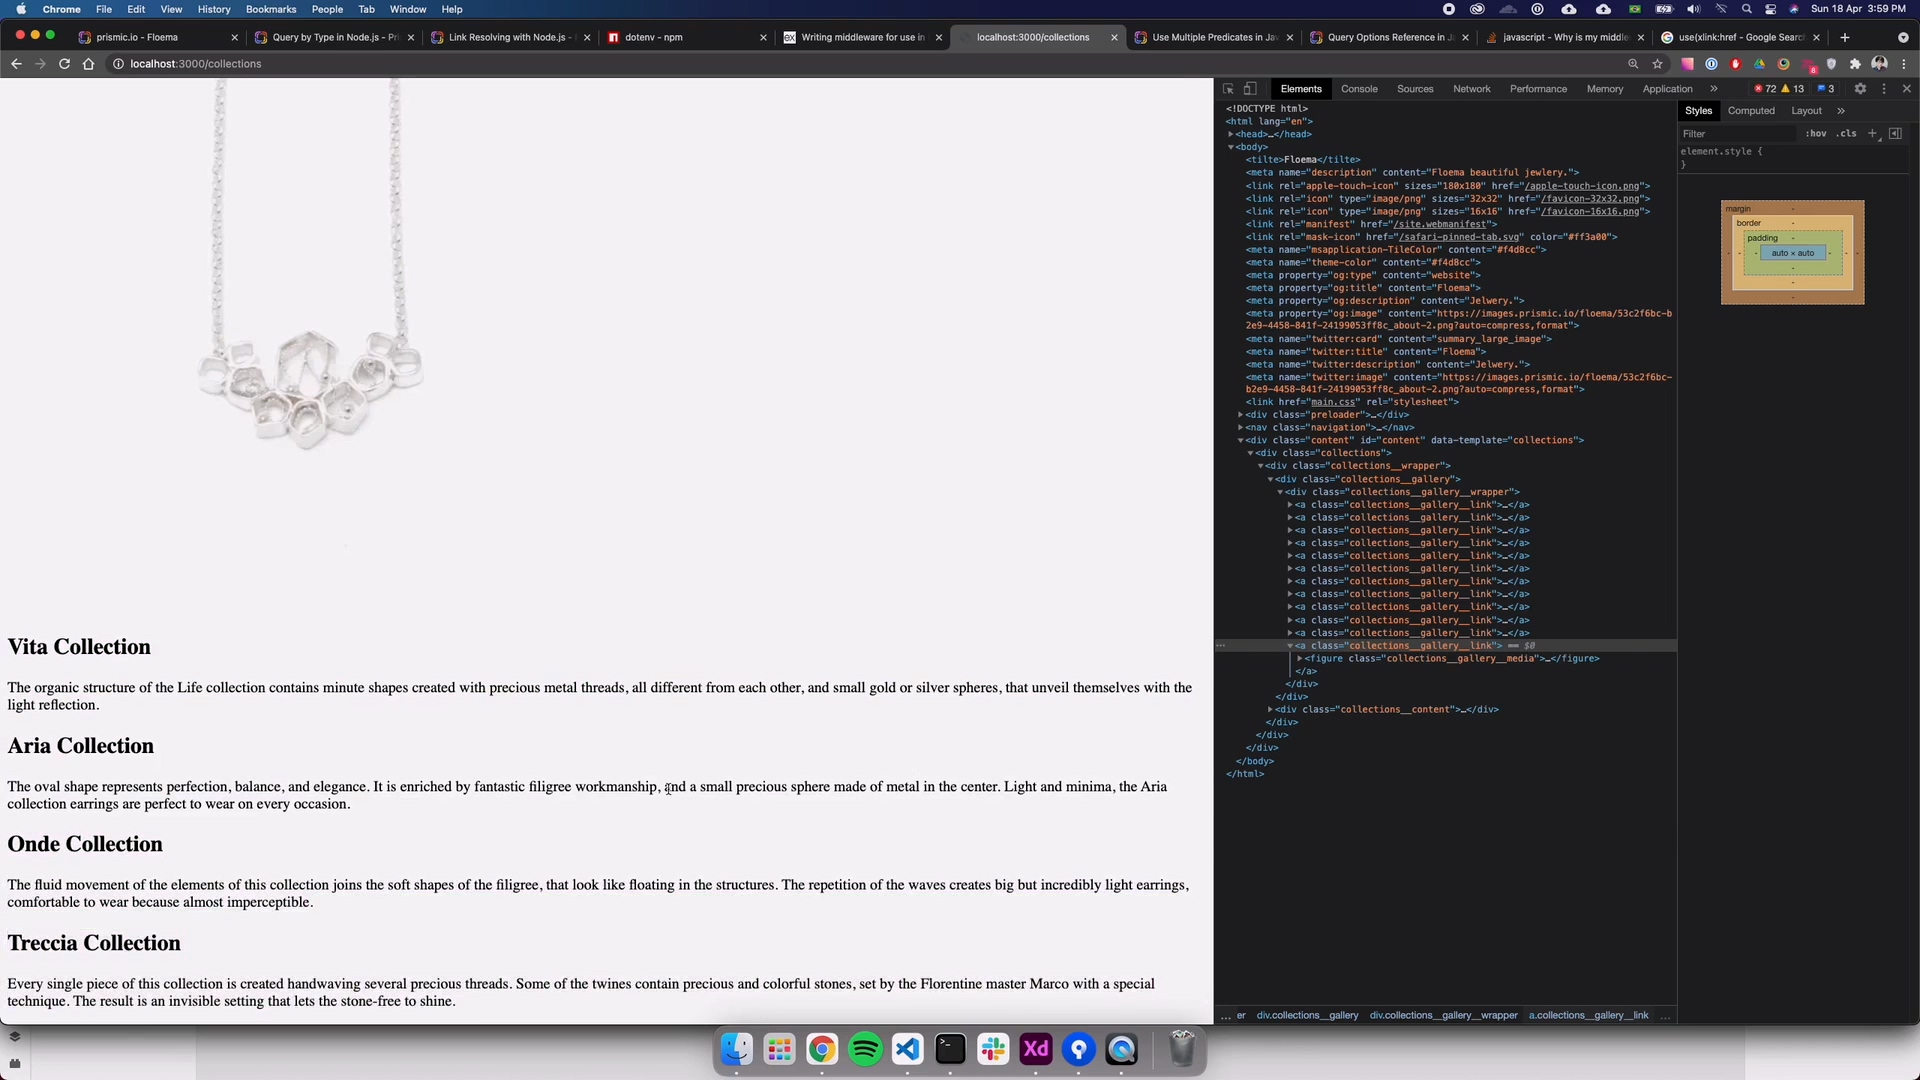 Chrome File Edit View History Bookmarks People Tab Window Help Sun 18 Apr 3:59 PM
prismic.io - Floema Query by Type in Node.js - Pri Link Resolving with Node.js - dotenv - npm Writing middleware for use in localhost:3000/collections Use Multiple Predicates in Jav Query Options Reference in J javascript - Why is my middle use(xlink:href - Google Searc
localhost:3000/collections
Elements Console Sources Network Performance Memory Application » 72 13 3
Styles Computed Layout »
Filter :hov .cls
element.style {
}
margin -
border -
padding -
auto × auto
<!DOCTYPE html>
<html lang="en">
<head>…</head>
<body>
<tilte>Floema</tilte>
<meta name="description" content="Floema beautiful jewlery.">
<link rel="apple-touch-icon" sizes="180x180" href="/apple-touch-icon.png">
<link rel="icon" type="image/png" sizes="32x32" href="/favicon-32x32.png">
<link rel="icon" type="image/png" sizes="16x16" href="/favicon-16x16.png">
<link rel="manifest" href="/site.webmanifest">
<link rel="mask-icon" href="/safari-pinned-tab.svg" color="#ff3a00">
<meta name="msapplication-TileColor" content="#f4d8cc">
<meta name="theme-color" content="#f4d8cc">
<meta property="og:type" content="website">
<meta property="og:title" content="Floema">
<meta property="og:description" content="Jelwery.">
<meta property="og:image" content="https://images.prismic.io/floema/53c2f6bc-b
2e9-4458-841f-24199053ff8c_about-2.png?auto=compress,format">
<meta name="twitter:card" content="summary_large_image">
<meta name="twitter:title" content="Floema">
<meta name="twitter:description" content="Jelwery.">
<meta name="twitter:image" content="https://images.prismic.io/floema/53c2f6bc-
b2e9-4458-841f-24199053ff8c_about-2.png?auto=compress,format">
<link href="main.css" rel="stylesheet">
<div class="preloader">…</div>
<nav class="navigation">…</nav>
<div class="content" id="content" data-template="collections">
<div class="collections">
<div class="collections__wrapper">
<div class="collections__gallery">
<div class="collections__gallery__wrapper">
<a class="collections__gallery__link">…</a>
<a class="collections__gallery__link">…</a>
<a class="collections__gallery__link">…</a>
<a class="collections__gallery__link">…</a>
<a class="collections__gallery__link">…</a>
<a class="collections__gallery__link">…</a>
<a class="collections__gallery__link">…</a>
<a class="collections__gallery__link">…</a>
<a class="collections__gallery__link">…</a>
<a class="collections__gallery__link">…</a>
<a class="collections__gallery__link">…</a>
<a class="collections__gallery__link"> == $0
<figure class="collections__gallery__media">…</figure>
</a>
</div>
</div>
<div class="collections__content">…</div>
</div>
</div>
</div>
</body>
</html>
… er div.collections__gallery div.collections__gallery__wrapper a.collections__gallery__link …
Vita Collection
The organic structure of the Life collection contains minute shapes created with precious metal threads, all different from each other, and small gold or silver spheres, that unveil themselves with the
light reflection.
Aria Collection
The oval shape represents perfection, balance, and elegance. It is enriched by fantastic filigree workmanship, and a small precious sphere made of metal in the center. Light and minima, the Aria
collection earrings are perfect to wear on every occasion.
Onde Collection
The fluid movement of the elements of this collection joins the soft shapes of the filigree, that look like floating in the structures. The repetition of the waves creates big but incredibly light earrings,
comfortable to wear because almost imperceptible.
Treccia Collection
Every single piece of this collection is created handwaving several precious threads. Some of the twines contain precious and colorful stones, set by the Florentine master Marco with a special
technique. The result is an invisible setting that lets the stone-free to shine.
Xd